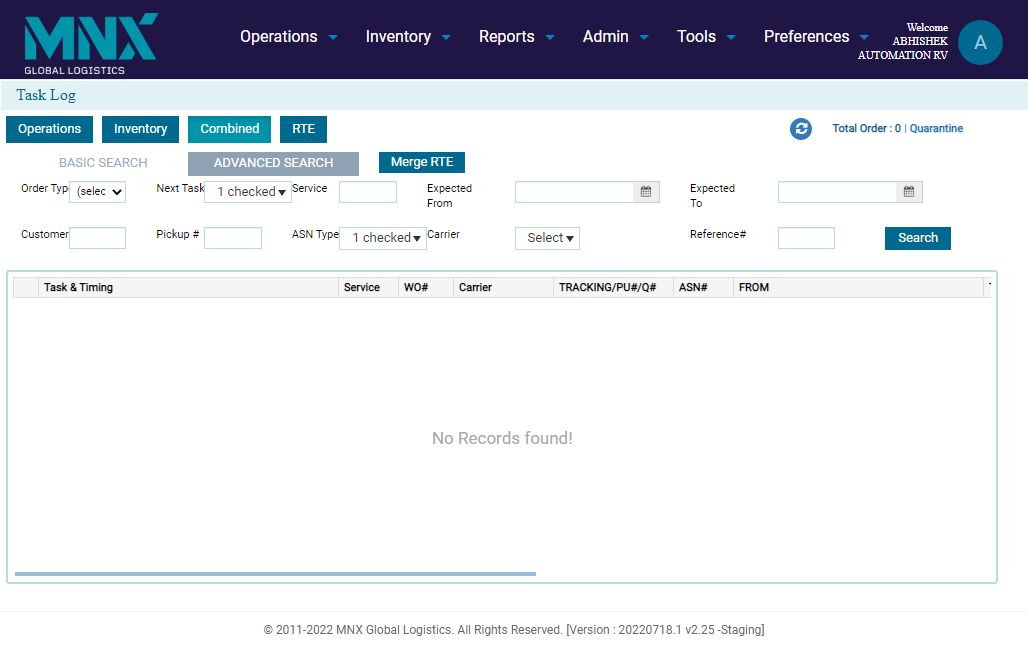 MNX
GLOBAL LOGISTICS
Operations Inventory Reports Admin Tools Preferences
Welcome
ABHISHEK
AUTOMATION RV
A
Task Log
Operations Inventory Combined RTE
Total Order : 0 | Quarantine
BASIC SEARCH ADVANCED SEARCH Merge RTE
Order Typ (selec Next Task 1 checked Service Expected From Expected To
Customer Pickup # ASN Type 1 checked Carrier Select Reference# Search
Task & Timing Service WO# Carrier TRACKING/PU#/Q# ASN# FROM
No Records found!
© 2011-2022 MNX Global Logistics. All Rights Reserved. [Version : 20220718.1 v2.25 -Staging]